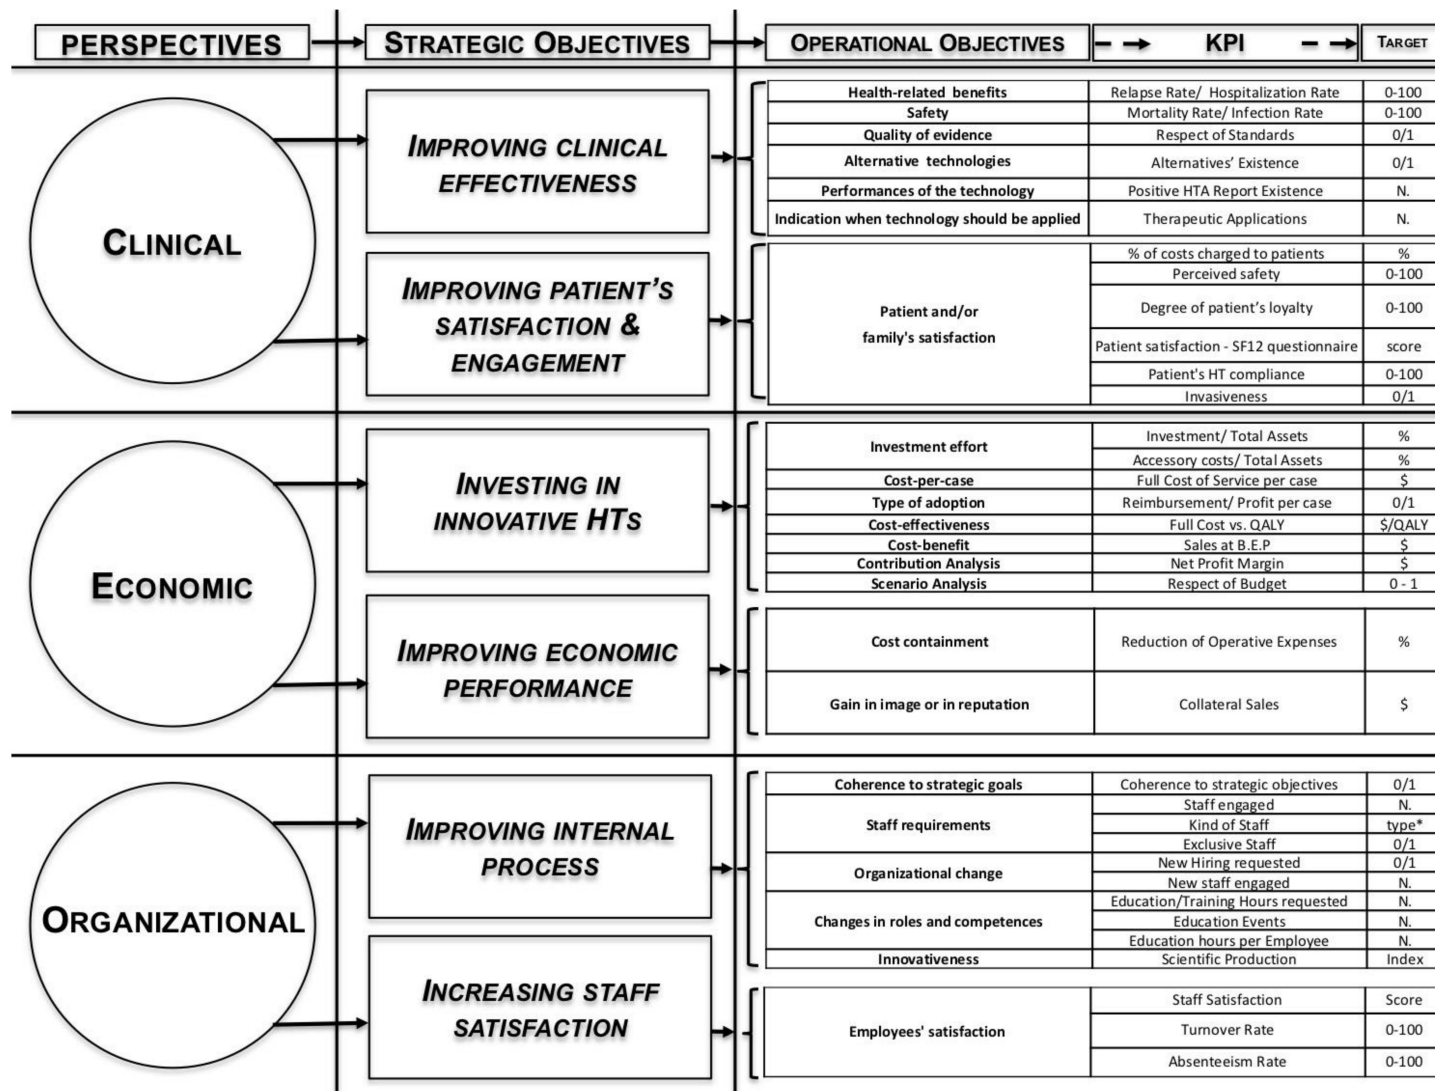 PERSPECTIVES
STRATEGIC OBJECTIVES
OPERATIONAL OBJECTIVES
KPI
TARGET
CLINICAL
IMPROVING CLINICAL
EFFECTIVENESS
Health-related benefits
Relapse Rate/ Hospitalization Rate
0-100
Safety
Mortality Rate/ Infection Rate
0-100
Quality of evidence
Respect of Standards
0/1
Alternative technologies
Alternatives’ Existence
0/1
Performances of the technology
Positive HTA Report Existence
N.
Indication when technology should be applied
Therapeutic Applications
N.
IMPROVING PATIENT’S
SATISFACTION &
ENGAGEMENT
Patient and/or
family's satisfaction
% of costs charged to patients
%
Perceived safety
0-100
Degree of patient’s loyalty
0-100
Patient satisfaction - SF12 questionnaire
score
Patient's HT compliance
0-100
Invasiveness
0/1
ECONOMIC
INVESTING IN
INNOVATIVE HTS
Investment effort
Investment/ Total Assets
%
Accessory costs/ Total Assets
%
Cost-per-case
Full Cost of Service per case
$
Type of adoption
Reimbursement/ Profit per case
0/1
Cost-effectiveness
Full Cost vs. QALY
$/QALY
Cost-benefit
Sales at B.E.P
$
Contribution Analysis
Net Profit Margin
$
Scenario Analysis
Respect of Budget
0 - 1
IMPROVING ECONOMIC
PERFORMANCE
Cost containment
Reduction of Operative Expenses
%
Gain in image or in reputation
Collateral Sales
$
ORGANIZATIONAL
IMPROVING INTERNAL
PROCESS
Coherence to strategic goals
Coherence to strategic objectives
0/1
Staff requirements
Staff engaged
N.
Kind of Staff
type*
Exclusive Staff
0/1
Organizational change
New Hiring requested
0/1
New staff engaged
N.
Changes in roles and competences
Education/Training Hours requested
N.
Education Events
N.
Education hours per Employee
N.
Innovativeness
Scientific Production
Index
INCREASING STAFF
SATISFACTION
Employees' satisfaction
Staff Satisfaction
Score
Turnover Rate
0-100
Absenteeism Rate
0-100